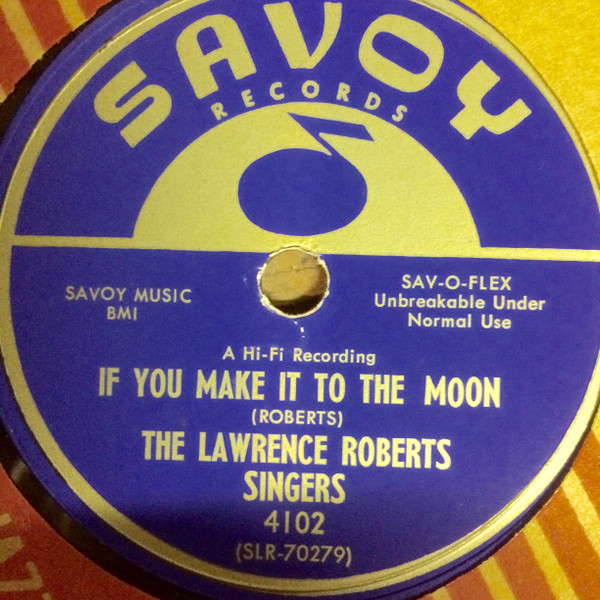 SAVOY
RECORDS
SAVOY MUSIC
BMI
SAV-O-FLEX
Unbreakable Under
Normal Use
A Hi-Fi Recording
IF YOU MAKE IT TO THE MOON
(ROBERTS)
THE LAWRENCE ROBERTS
SINGERS
4102
(SLR-70279)